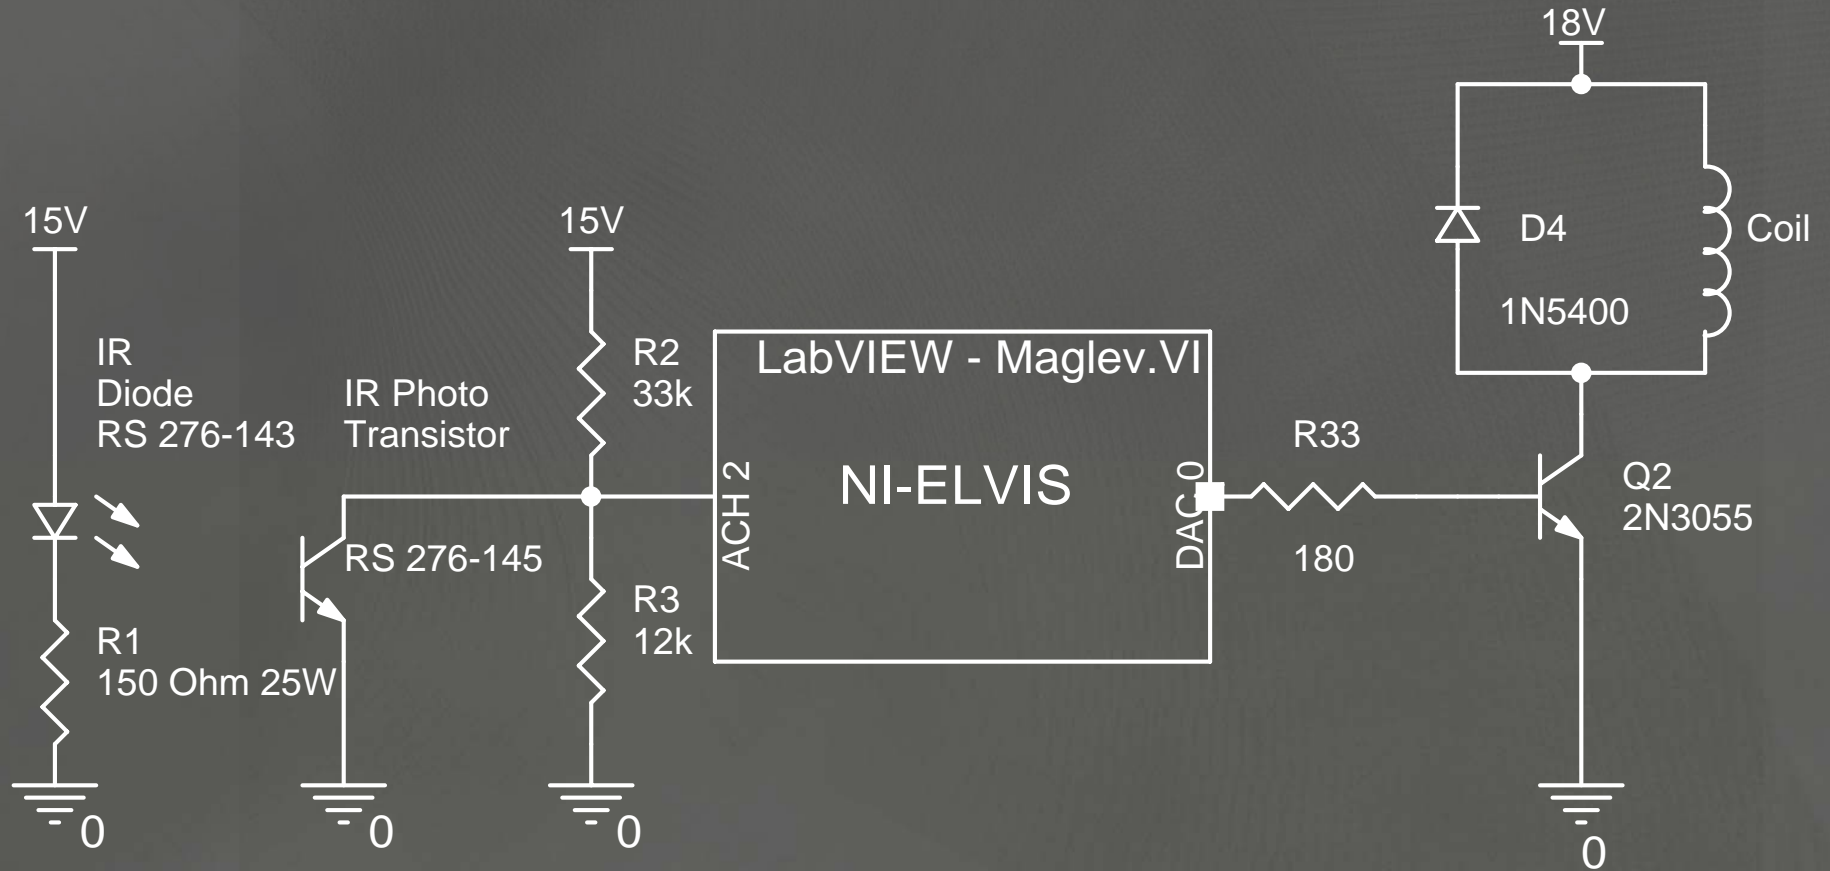 18V
15V
15V
D4
Coil
1N5400
IR
Diode
RS 276-143
IR Photo
Transistor
R2
33k
LabVIEW - Maglev.VI
NI-ELVIS
ACH 2
DAC 0
R33
180
Q2
2N3055
RS 276-145
R1
150 Ohm 25W
R3
12k
0
0
0
0